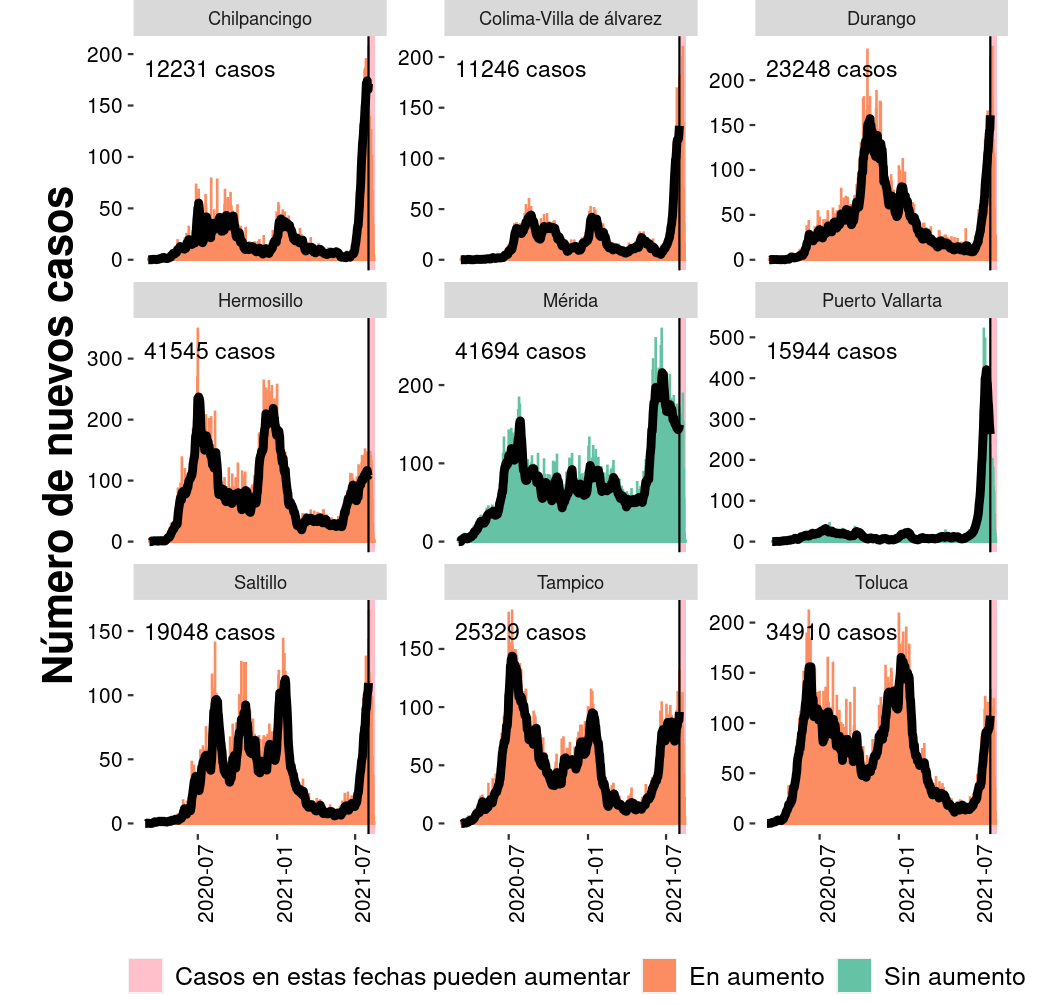 Número de nuevos casos
Chilpancingo
Colima-Villa de álvarez
Durango
12231 casos
11246 casos
23248 casos
200
150
100
50
0
200
150
100
50
0
200
150
100
50
0
Hermosillo
Mérida
Puerto Vallarta
41545 casos
41694 casos
15944 casos
300
200
100
0
200
100
0
500
400
300
200
100
0
Saltillo
Tampico
Toluca
19048 casos
25329 casos
34910 casos
150
100
50
0
150
100
50
0
200
150
100
50
0
2020-07
2021-01
2021-07
2020-07
2021-01
2021-07
2020-07
2021-01
2021-07
Casos en estas fechas pueden aumentar
En aumento
Sin aumento